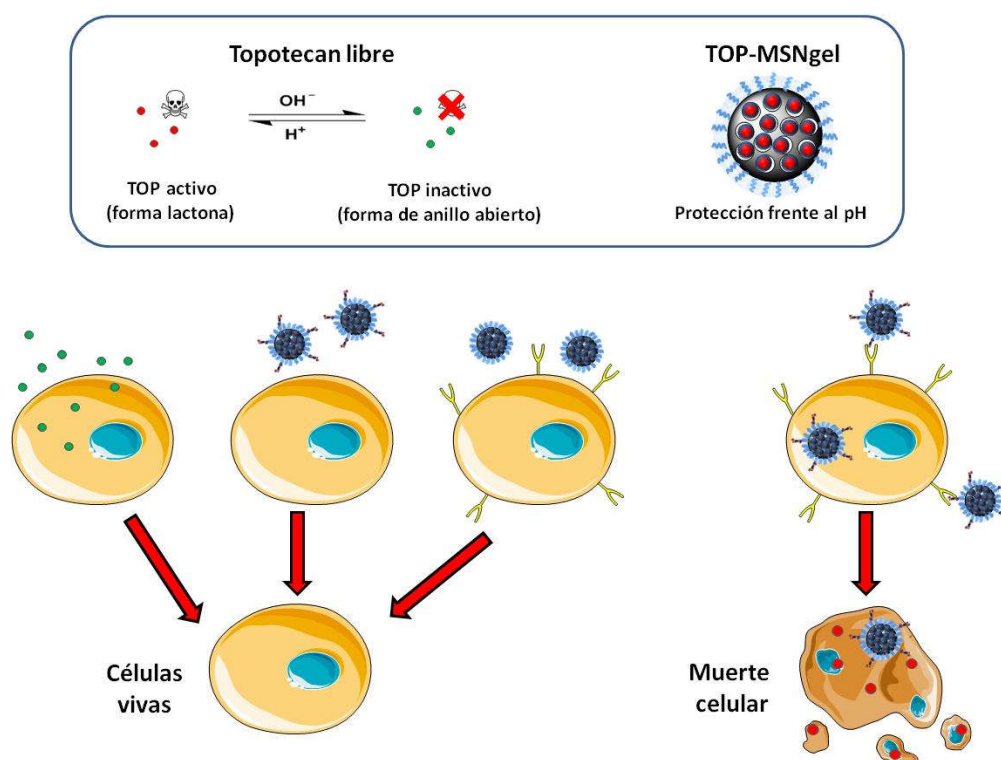 Topotecan libre
TOP-MSNgel
OH⁻
H⁺
TOP activo
(forma lactona)
TOP inactivo
(forma de anillo abierto)
Protección frente al pH
Células
vivas
Muerte
celular